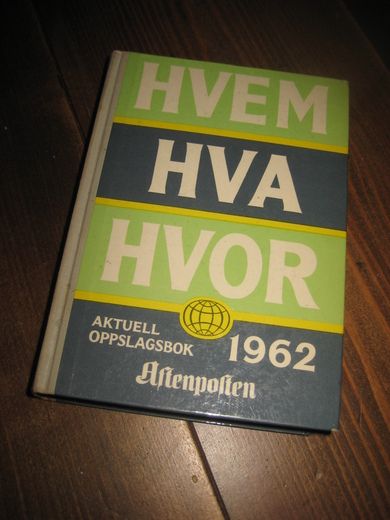 HVEM
HVA
HVOR
AKTUELL
OPPSLAGSBOK 1962
Aftenposten